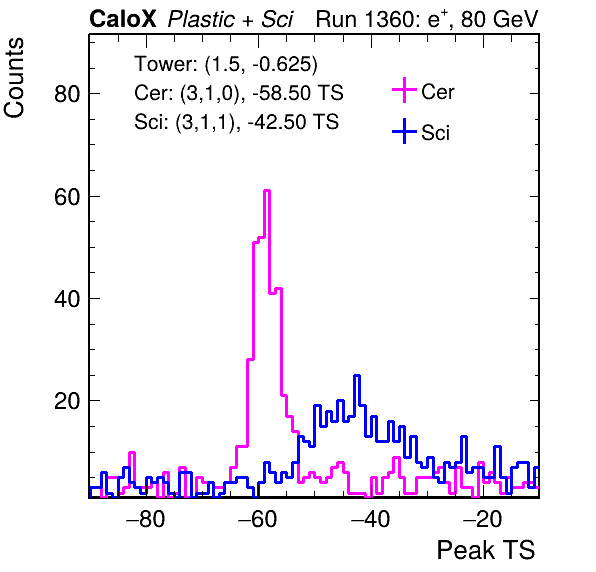 CaloX Plastic + Sci Run 1360: e+, 80 GeV
Counts
Tower: (1.5, -0.625)
Cer: (3,1,0), -58.50 TS
Sci: (3,1,1), -42.50 TS
Cer
Sci
80
60
40
20
−80 −60 −40 −20
Peak TS